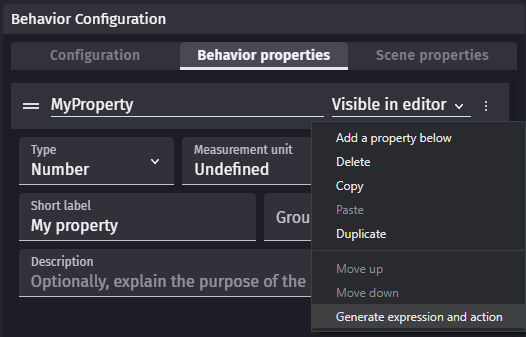 Behavior Configuration
Configuration Behavior properties Scene properties
MyProperty Visible in editor
Add a property below
Delete
Copy
Paste
Duplicate
Move up
Move down
Generate expression and action
Type
Number
Measurement unit
Undefined
Short label
My property
Grou
Description
Optionally, explain the purpose of the